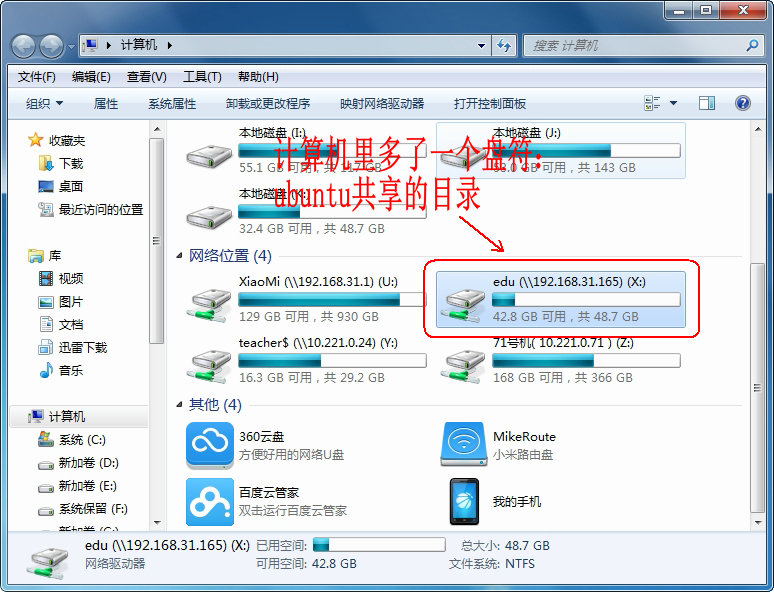 计算机
搜索 计算机
文件(F) 编辑(E) 查看(V) 工具(T) 帮助(H)
组织 属性 系统属性 卸载或更改程序 映射网络驱动器 打开控制面板
收藏夹
下载
桌面
最近访问的位置
库
视频
图片
文档
迅雷下载
音乐
计算机
系统 (C:)
新加卷 (D:)
新加卷 (E:)
系统保留 (F:)
新加卷 (G:)
本地磁盘 (I:)
55.1 GB 可用，共 117 GB
本地磁盘 (J:)
GB 可用，共 143 GB
计算机里多了一个盘符：
ubuntu共享的目录
本地磁盘
32.4 GB 可用，共 48.7 GB
网络位置 (4)
XiaoMi (\\192.168.31.1) (U:)
129 GB 可用，共 930 GB
edu (\\192.168.31.165) (X:)
42.8 GB 可用，共 48.7 GB
teacher$ (\\10.221.0.24) (Y:)
16.3 GB 可用，共 29.2 GB
71号机( 10.221.0.71 ) (Z:)
168 GB 可用，共 366 GB
其他 (4)
360云盘
方便好用的网络U盘
MikeRoute
小米路由盘
百度云管家
双击运行百度云管家
我的手机
edu (\\192.168.31.165) (X:) 已用空间: 总大小: 48.7 GB
网络驱动器 可用空间: 42.8 GB 文件系统: NTFS